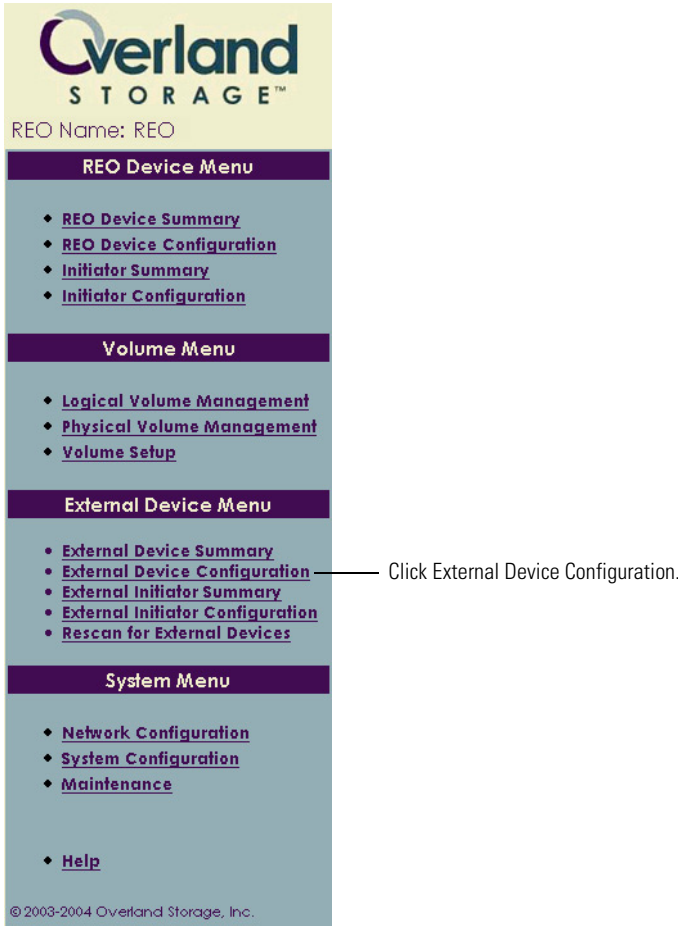 Overland
STORAGE™
REO Name: REO
REO Device Menu
REO Device Summary
REO Device Configuration
Initiator Summary
Initiator Configuration
Volume Menu
Logical Volume Management
Physical Volume Management
Volume Setup
External Device Menu
External Device Summary
External Device Configuration
Click External Device Configuration.
External Initiator Summary
External Initiator Configuration
Rescan for External Devices
System Menu
Network Configuration
System Configuration
Maintenance
Help
© 2003-2004 Overland Storage, Inc.